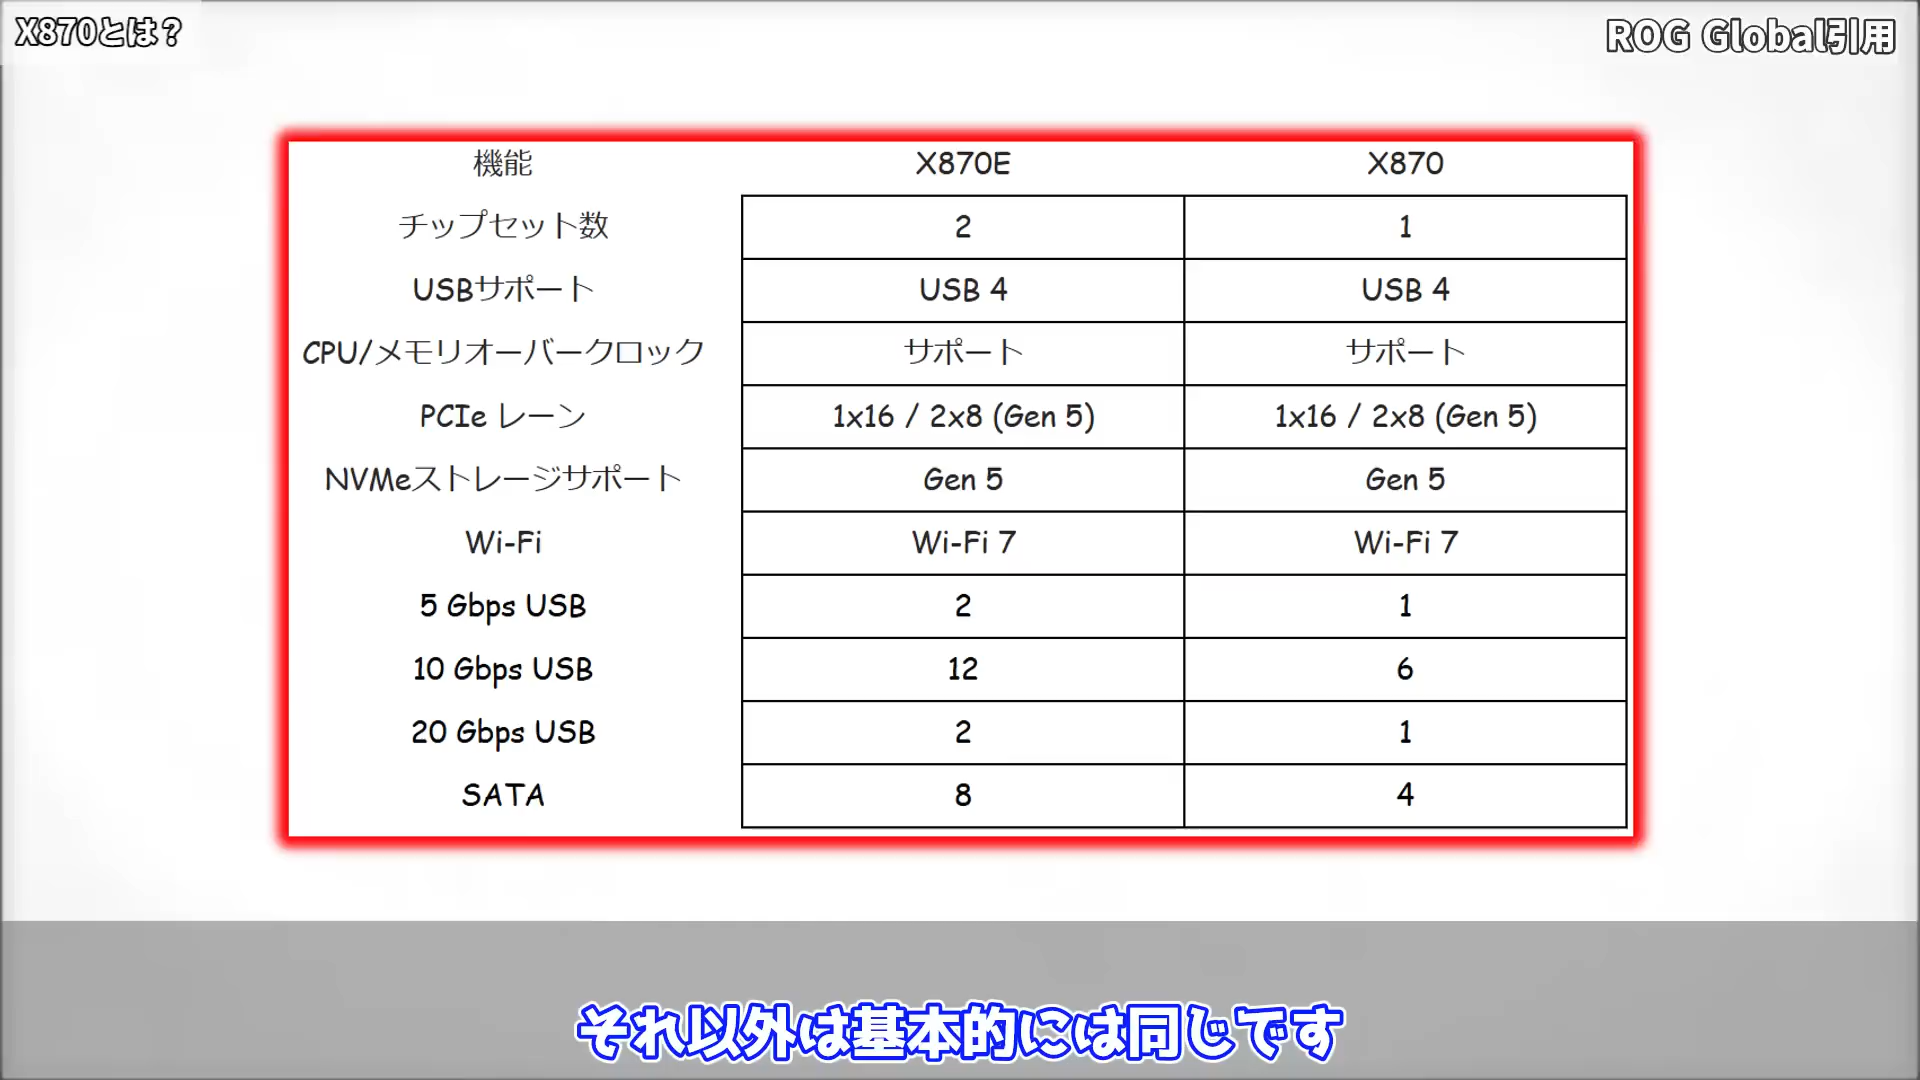 X870とは？
ROG Global引用
機能 X870E X870
チップセット数 2 1
USBサポート USB 4 USB 4
CPU/メモリオーバークロック サポート サポート
PCIe レーン 1x16 / 2x8 (Gen 5) 1x16 / 2x8 (Gen 5)
NVMeストレージサポート Gen 5 Gen 5
Wi-Fi Wi-Fi 7 Wi-Fi 7
5 Gbps USB 2 1
10 Gbps USB 12 6
20 Gbps USB 2 1
SATA 8 4
それ以外は基本的には同じです